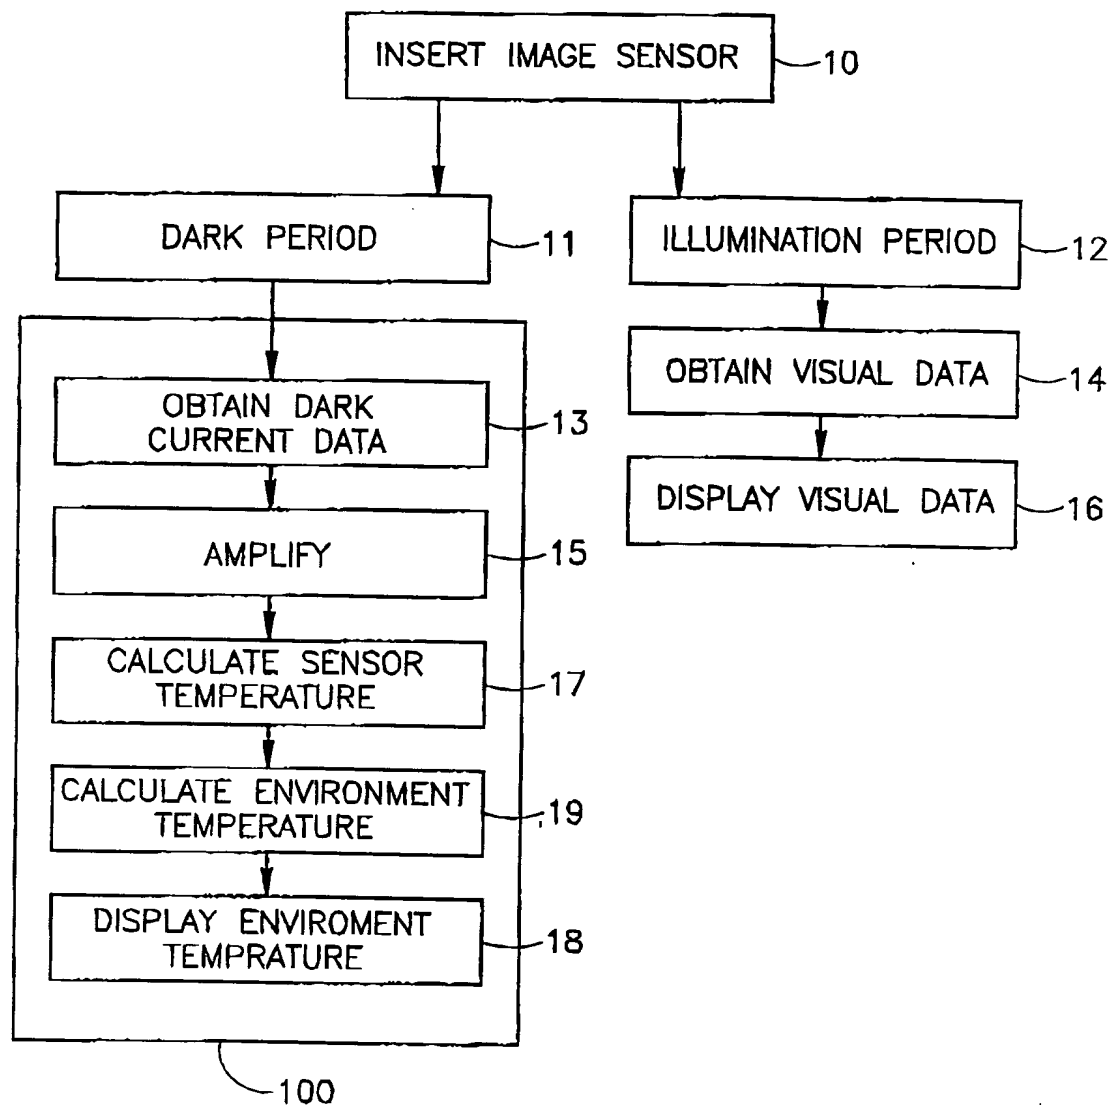 INSERT IMAGE SENSOR
10
DARK PERIOD
11
ILLUMINATION PERIOD
12
OBTAIN DARK
CURRENT DATA
13
OBTAIN VISUAL DATA
14
AMPLIFY
15
DISPLAY VISUAL DATA
16
CALCULATE SENSOR
TEMPERATURE
17
CALCULATE ENVIRONMENT
TEMPERATURE
19
DISPLAY ENVIROMENT
TEMPRATURE
18
100